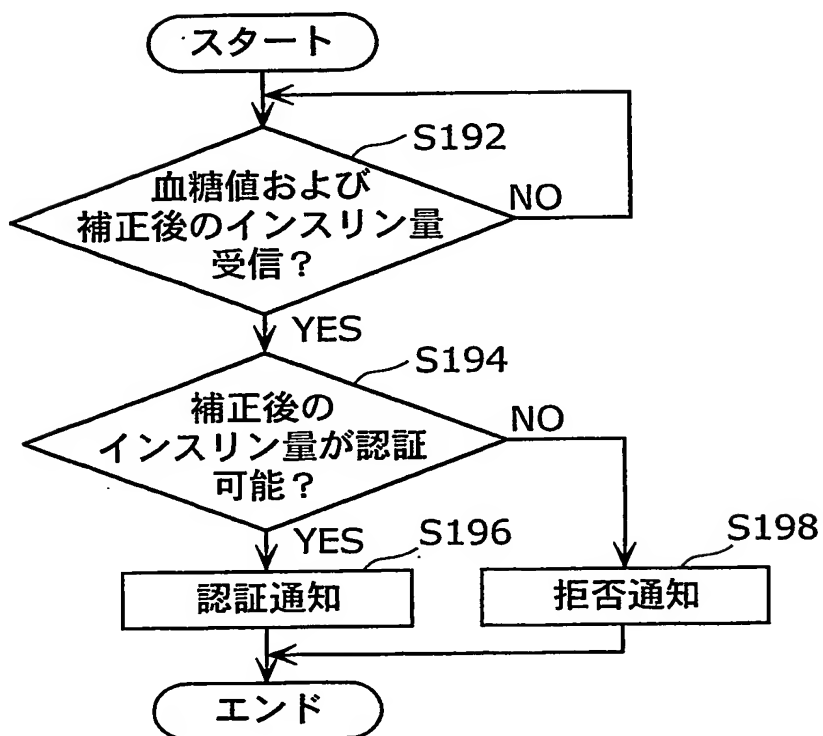 スタート
S192
血糖値および
補正後のインスリン量
受信？
NO
YES
S194
補正後の
インスリン量が認証
可能？
NO
YES
S196
認証通知
S198
拒否通知
エンド